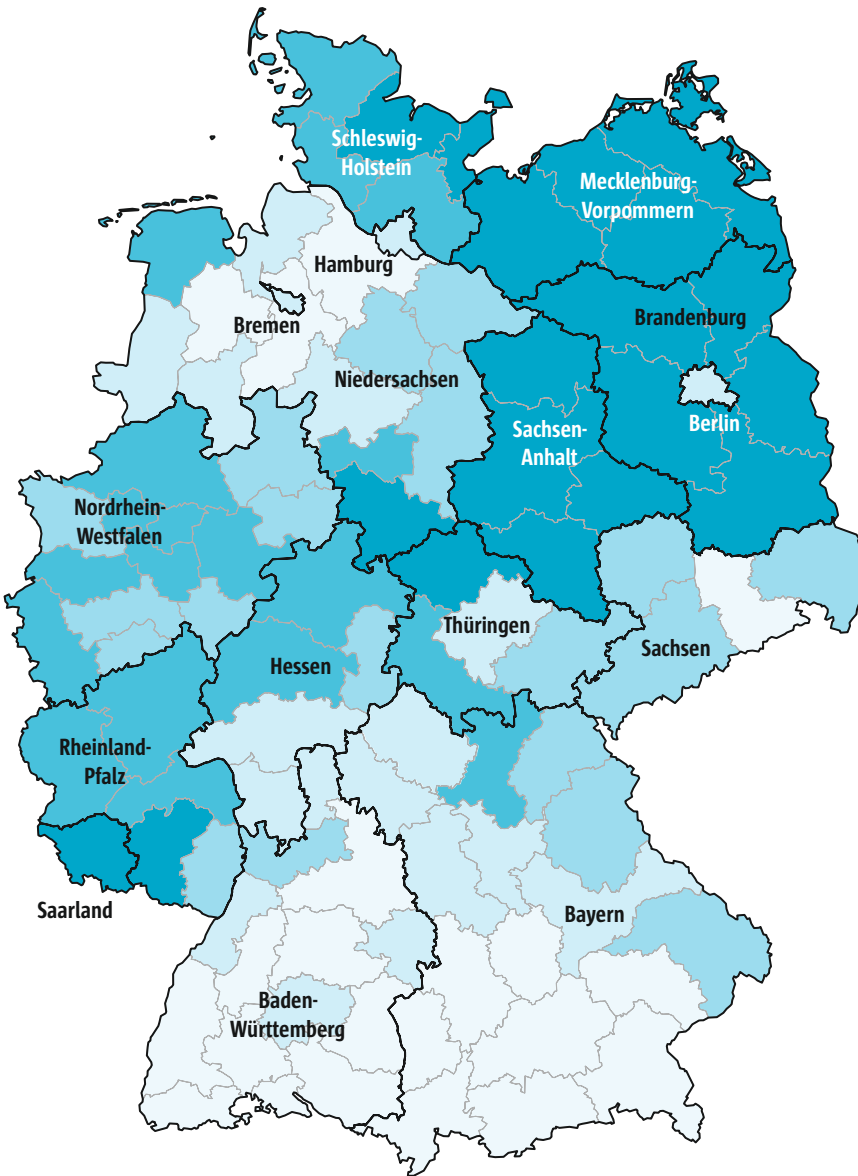 Schleswig-
Holstein
Mecklenburg-
Vorpommern
Hamburg
Bremen
Brandenburg
Niedersachsen
Berlin
Sachsen-
Anhalt
Nordrhein-
Westfalen
Thüringen
Sachsen
Hessen
Rheinland-
Pfalz
Saarland
Bayern
Baden-
Württemberg